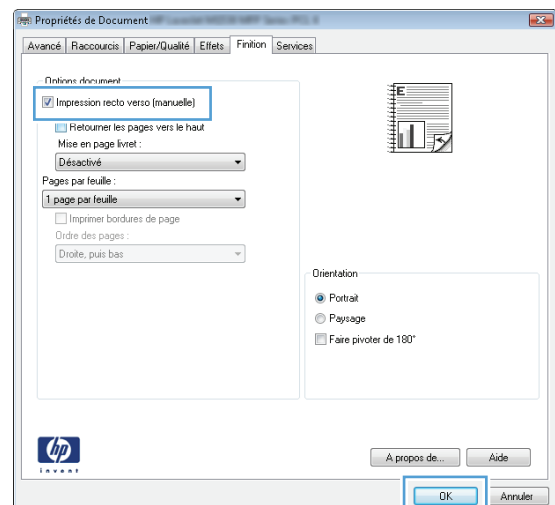 Propriétés de Document
Avancé Raccourcis Papier/Qualité Effets Finition Services
Options document
Impression recto verso (manuelle)
Retourner les pages vers le haut
Mise en page livret :
Désactivé
Pages par feuille :
1 page par feuille
Imprimer bordures de page
Ordre des pages :
Droite, puis bas
E
Orientation
Portrait
Paysage
Faire pivoter de 180°
hp
invent
A propos de...
Aide
OK
Annuler